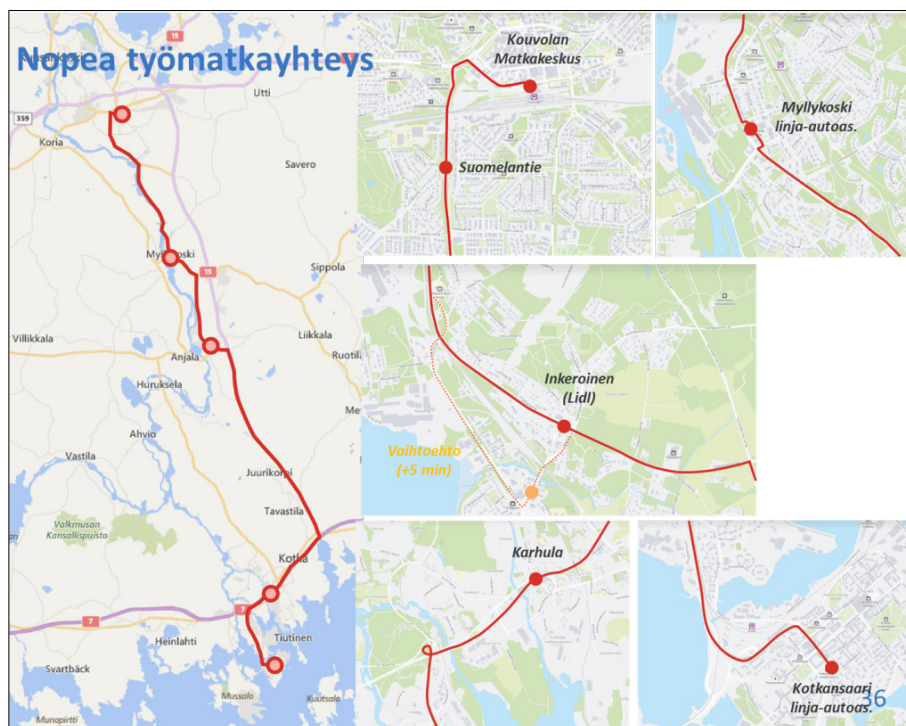 Nopea työmatkayhteys
15
Utti
359
Koria
Savero
Myllykoski
15
Sippola
Villikkala
Liikkala
Anjala
Ruotila
Huruksela
Ahvio
Vastila
Juurikorpi
Tavastila
Valkmusan
Kansallispuisto
Kotka
7
7
Heinlahti
Tiutinen
Svartbäck
Mussalo
Kuutsalo
Munapirtti
Kouvolan
Matkakeskus
Suomelantie
Myllykoski
linja-autoas.
Inkeroinen
(Lidl)
Vaihtoehto
(+5 min)
Karhula
Kotkansaari
linja-autoas.
36